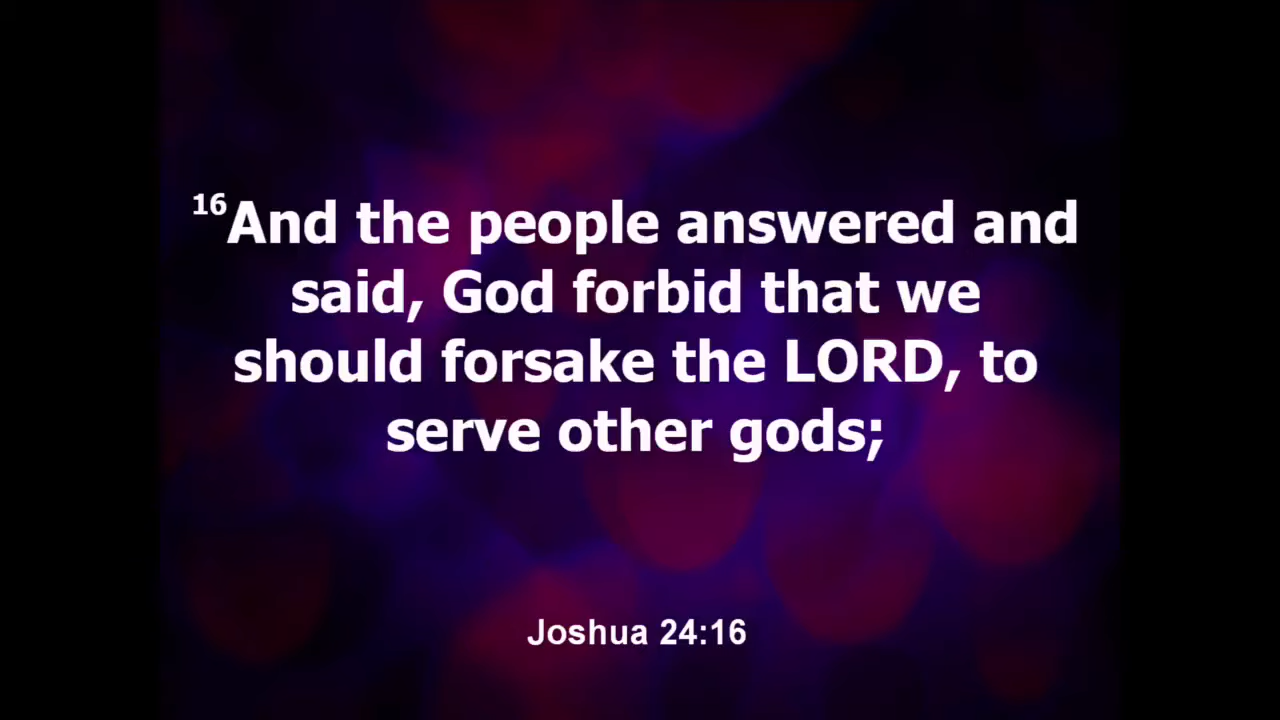 16And the people answered and
said, God forbid that we
should forsake the LORD, to
serve other gods;
Joshua 24:16